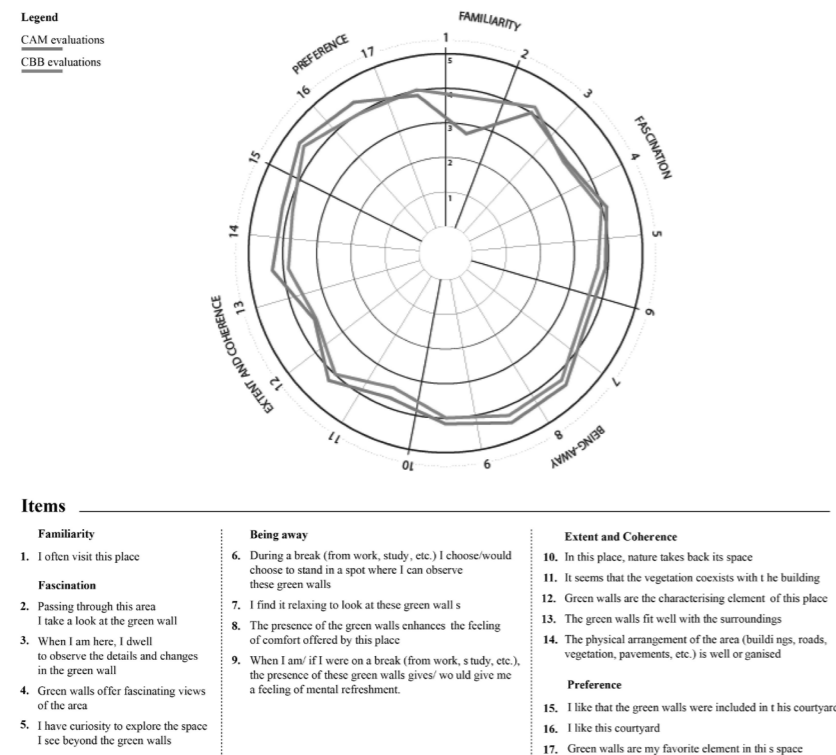 Legend
CAM evaluations
CBB evaluations
FAMILIARITY
PREFERENCE
FASCINATION
EXTENT AND COHERENCE
BEING-AWAY
1
2
3
4
5
6
7
8
9
10
11
12
13
14
15
16
17
5
4
3
2
1
Items
Familiarity
1. I often visit this place
Fascination
2. Passing through this area
I take a look at the green wall
3. When I am here, I dwell
to observe the details and changes
in the green wall
4. Green walls offer fascinating views
of the area
5. I have curiosity to explore the space
I see beyond the green walls
Being away
6. During a break (from work, study, etc.) I choose/would
choose to stand in a spot where I can observe
these green walls
7. I find it relaxing to look at these green wall s
8. The presence of the green walls enhances the feeling
of comfort offered by this place
9. When I am/ if I were on a break (from work, s tudy, etc.),
the presence of these green walls gives/ wo uld give me
a feeling of mental refreshment.
Extent and Coherence
10. In this place, nature takes back its space
11. It seems that the vegetation coexists with t he building
12. Green walls are the characterising element of this place
13. The green walls fit well with the surroundings
14. The physical arrangement of the area (buildi ngs, roads,
vegetation, pavements, etc.) is well or ganised
Preference
15. I like that the green walls were included in t his courtyard
16. I like this courtyard
17. Green walls are my favorite element in thi s space